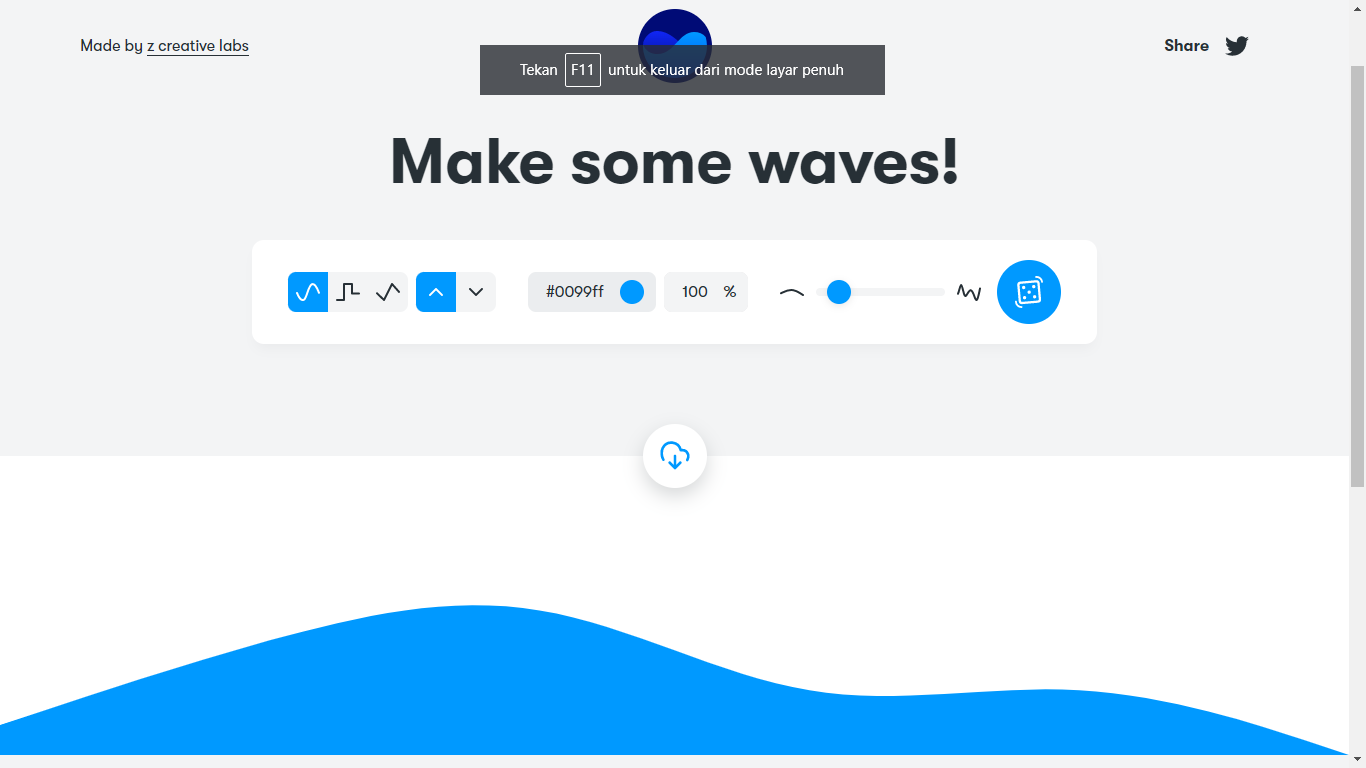 Made by z creative labs
Share
Tekan F11 untuk keluar dari mode layar penuh
Make some waves!
#0099ff
100 %